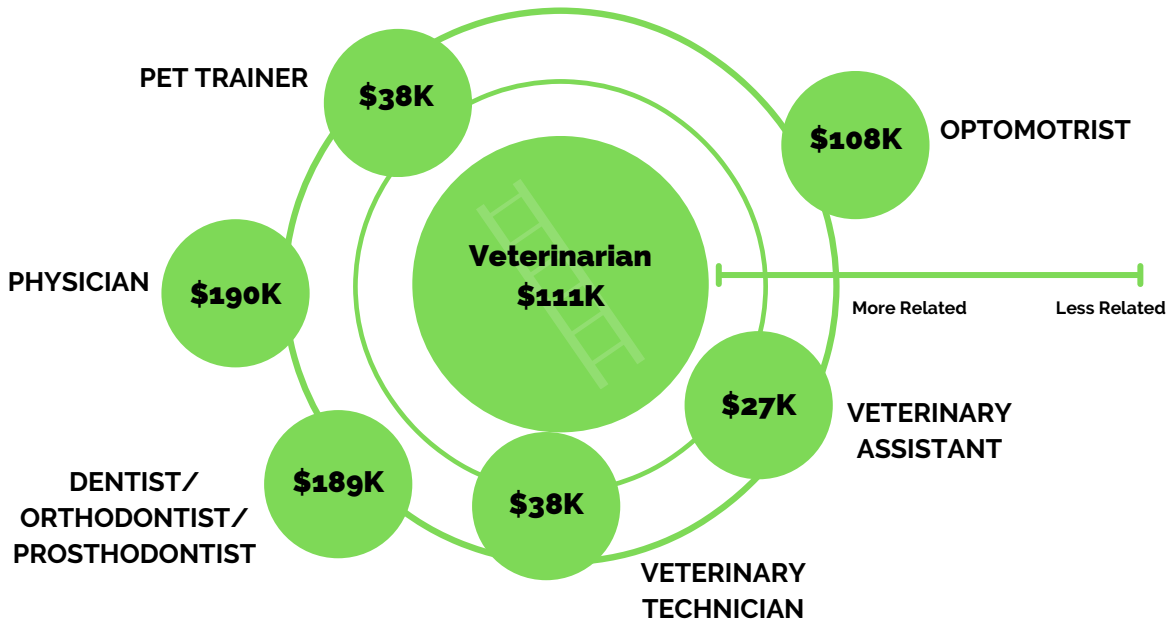 PET TRAINER
$38K
$108K
OPTOMOTRIST
Veterinarian
$111K
PHYSICIAN
$190K
More Related
Less Related
$27K
VETERINARY
ASSISTANT
DENTIST/
ORTHODONTIST/
PROSTHODONTIST
$189K
$38K
VETERINARY
TECHNICIAN